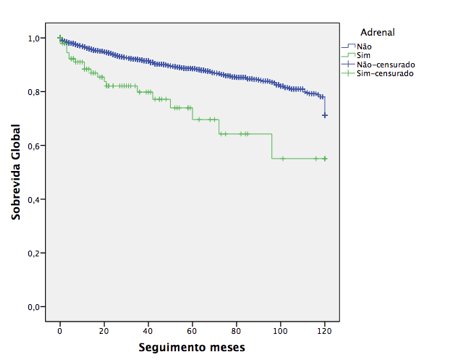 Adrenal
Não
Sim
Não-censurado
Sim-censurado
Sobrevida Global
1,0
0,8
0,6
0,4
0,2
0,0
0 20 40 60 80 100 120
Seguimento meses